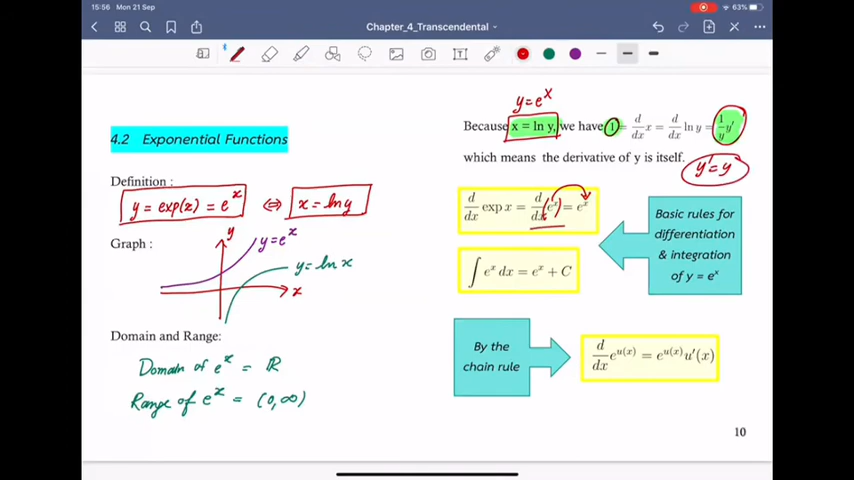 15:56 Mon 21 Sep
63%
Chapter_4_Transcendental
4.2 Exponential Functions
Definition :
y = exp(x) = e^x ⇔ x = ln y
Graph :
y
y = e^x
y = ln x
x
Domain and Range:
Domain of e^x = ℝ
Range of e^x = (0, ∞)
y = e^x
Because x = ln y, we have 1 = d/dx x = d/dx ln y = 1/y y'
which means the derivative of y is itself.
y' = y
d/dx exp x = d/dx (e^x) = e^x
∫ e^x dx = e^x + C
Basic rules for
differentiation
& integration
of y = e^x
By the
chain rule
d/dx e^{u(x)} = e^{u(x)} u'(x)
10